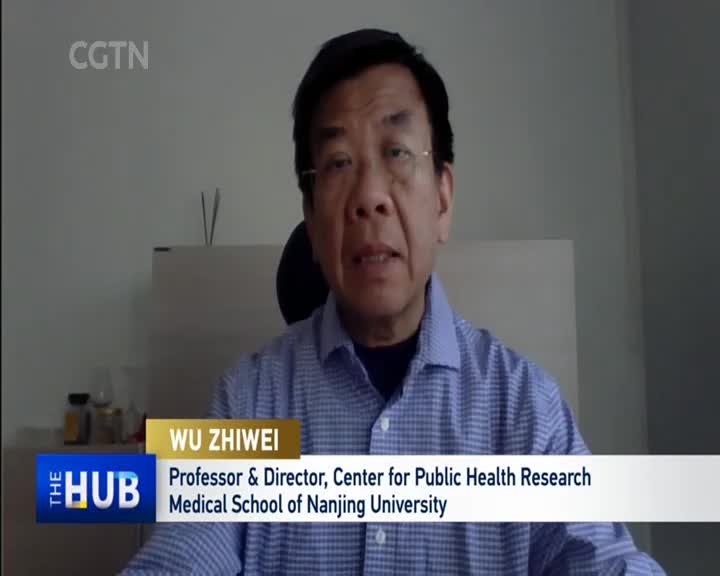 CGTN
WU ZHIWEI
THE HUB
Professor & Director, Center for Public Health Research
Medical School of Nanjing University